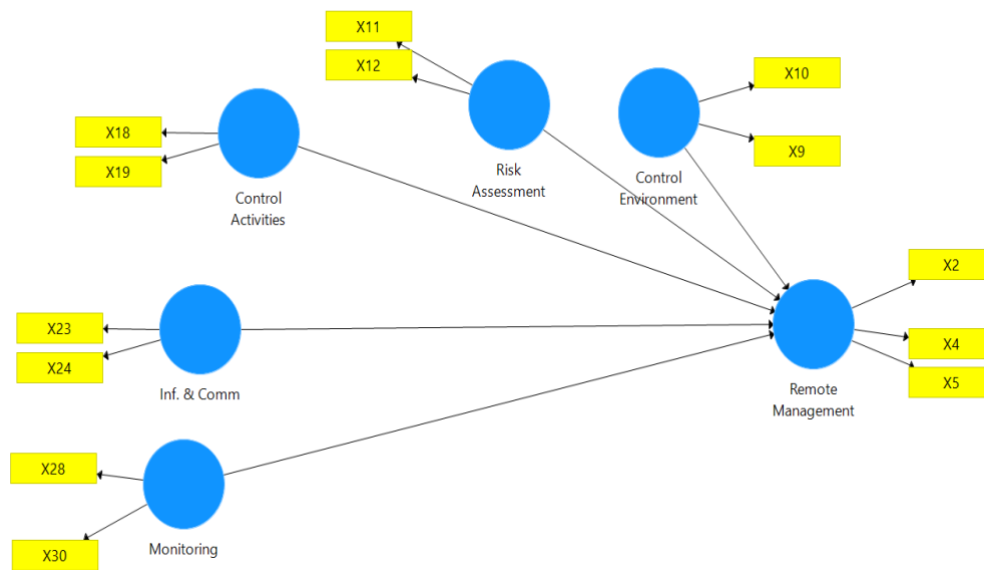 X11
X12
X10
X9
X18
X19
Risk
Assessment
Control
Environment
Control
Activities
X2
X4
X5
X23
X24
Inf. & Comm
Remote
Management
X28
X30
Monitoring